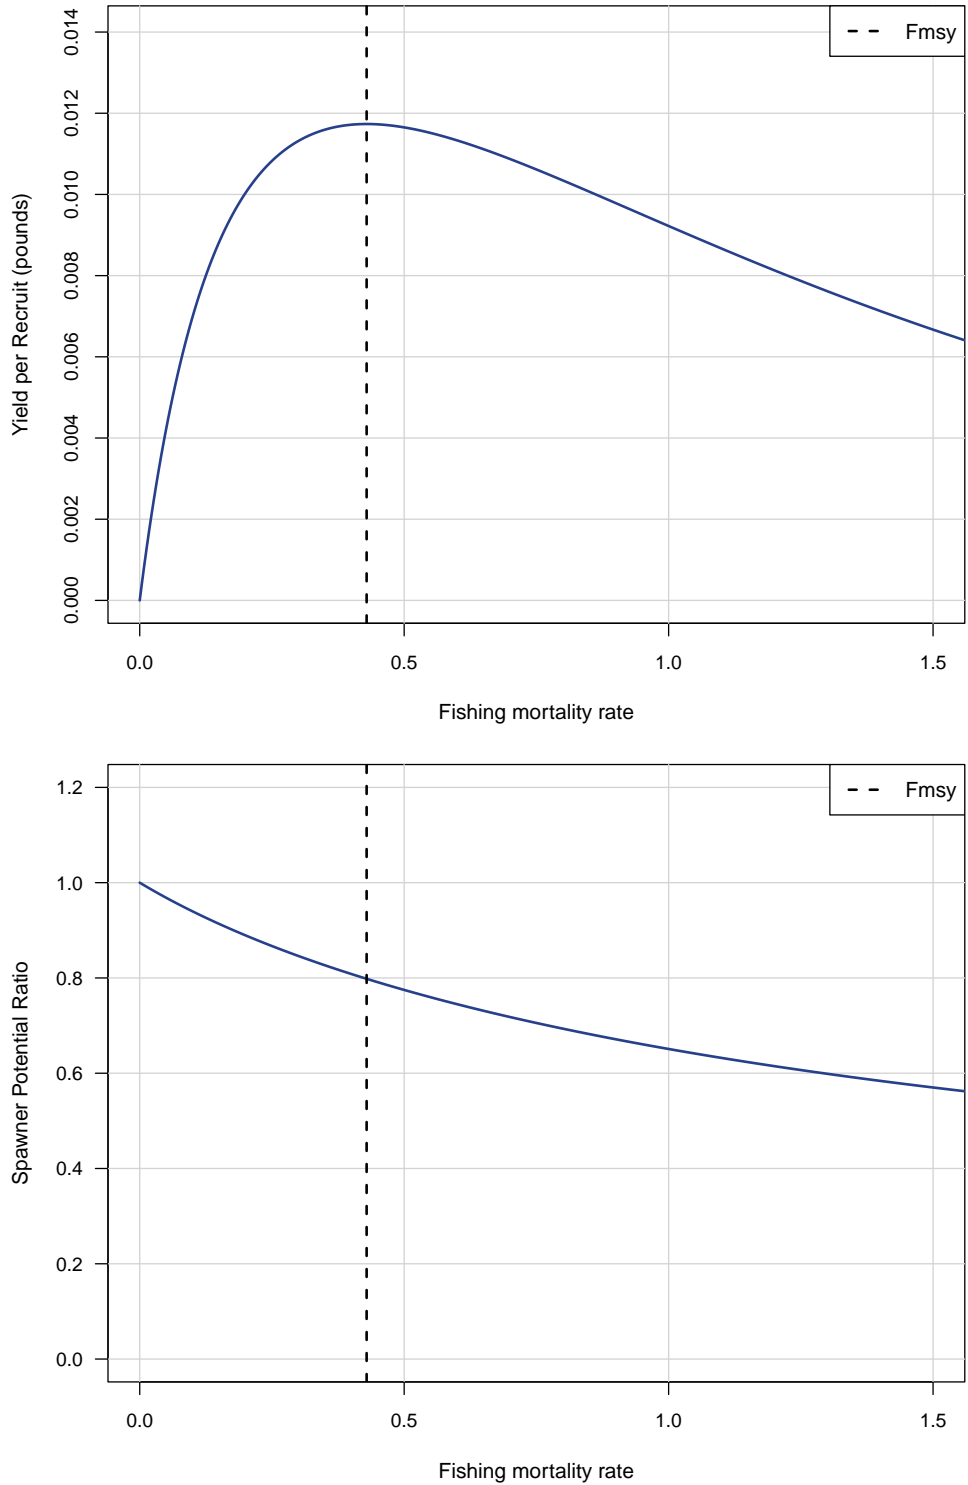 Fmsy
Yield per Recruit (pounds)
0.014
0.012
0.010
0.008
0.006
0.004
0.002
0.000
0.0 0.5 1.0 1.5
Fishing mortality rate
Fmsy
Spawner Potential Ratio
1.2
1.0
0.8
0.6
0.4
0.2
0.0
0.0 0.5 1.0 1.5
Fishing mortality rate